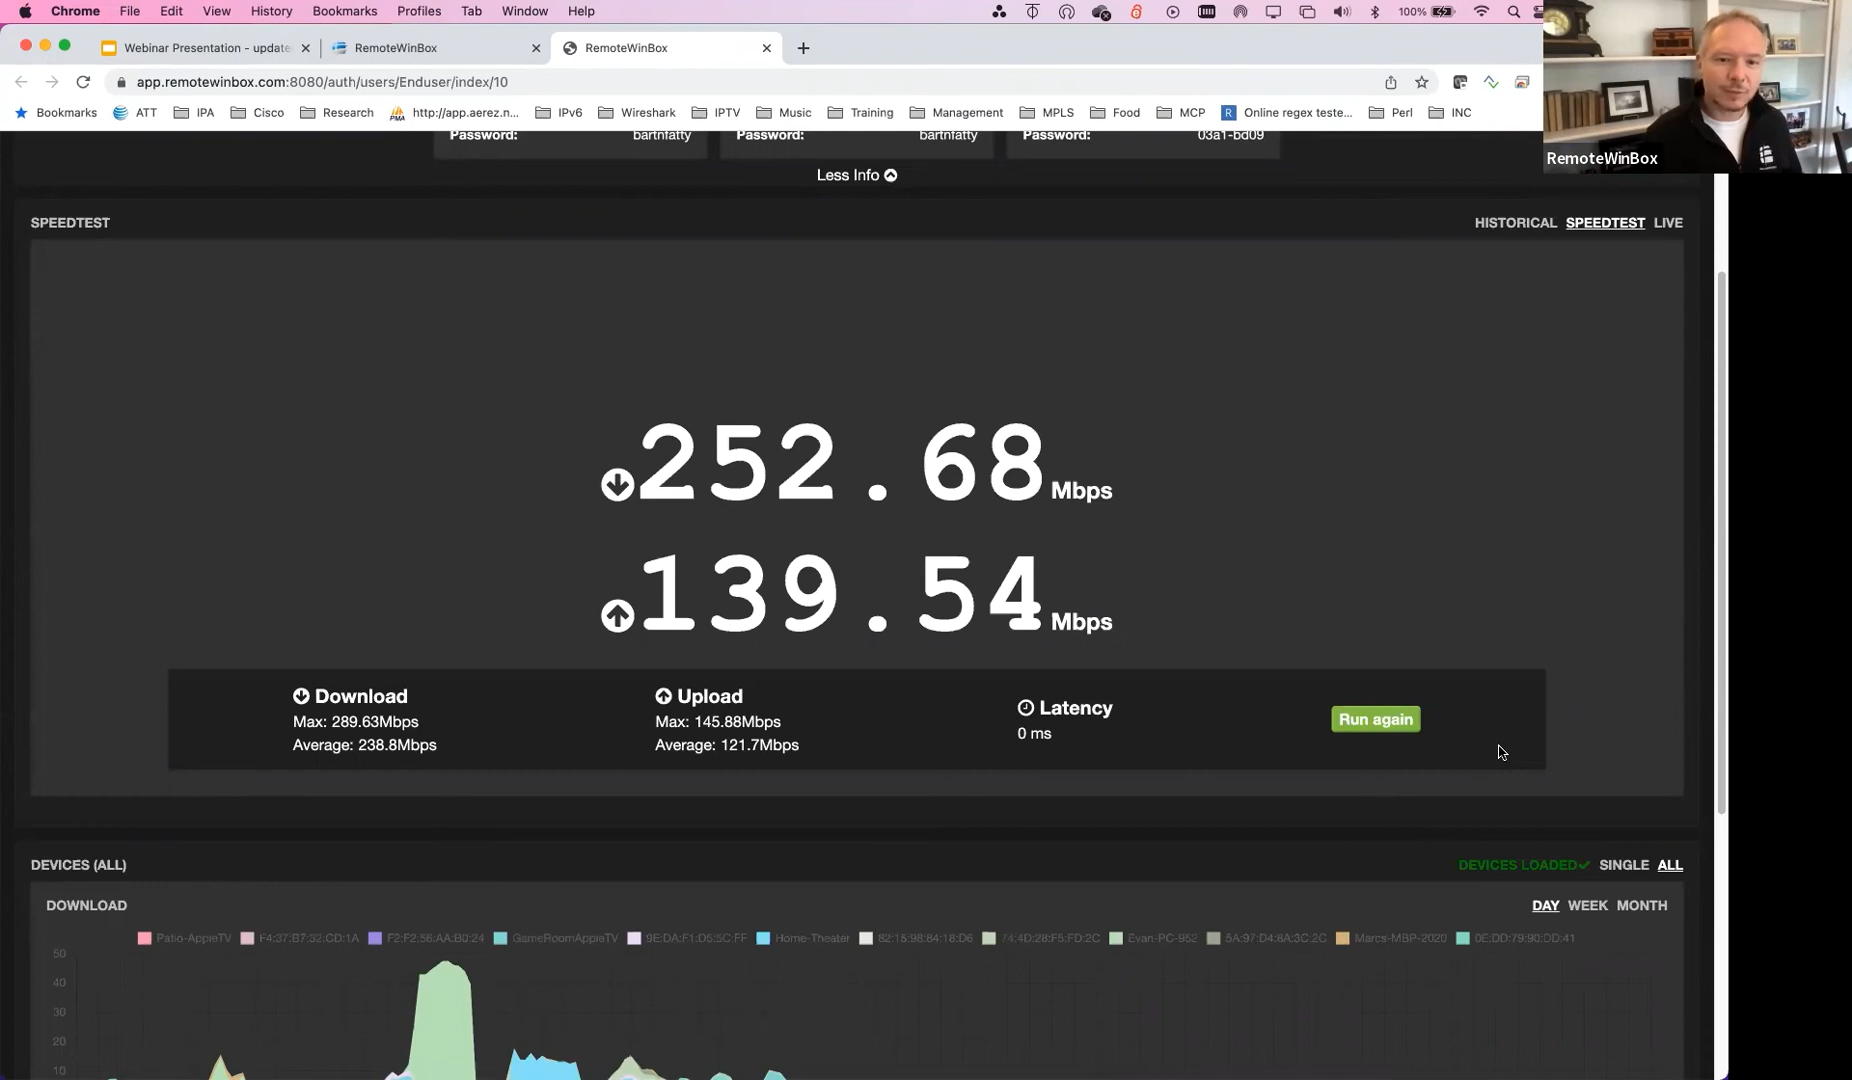 Chrome File Edit View History Bookmarks Profiles Tab Window Help 100%
Webinar Presentation - update RemoteWinBox RemoteWinBox
app.remotewinbox.com:8080/auth/users/Enduser/index/10
Bookmarks ATT IPA Cisco Research http://app.aerez.n... IPv6 Wireshark IPTV Music Training Management MPLS Food MCP Online regex teste... Perl INC
Password: bartnfatty Password: bartnfatty Password: 03a1-bd09
RemoteWinBox
Less Info
SPEEDTEST HISTORICAL SPEEDTEST LIVE
252.68 Mbps
139.54 Mbps
Download Upload Latency Run again
Max: 289.63Mbps Max: 145.88Mbps 0 ms
Average: 238.8Mbps Average: 121.7Mbps
DEVICES (ALL) DEVICES LOADED SINGLE ALL
DOWNLOAD DAY WEEK MONTH
Patio-AppleTV F4:37:B7:32:CD:1A F2:F2:56:AA:B0:24 GameRoomAppleTV 9E:DA:F1:D5:5C:FF Home-Theater 82:15:98:84:18:D6 74:4D:28:F5:FD:2C Evan-PC-952 5A:97:D4:8A:3C:2C Marcs-MBP-2020 0E:DD:79:90:DD:41
50
40
30
20
10